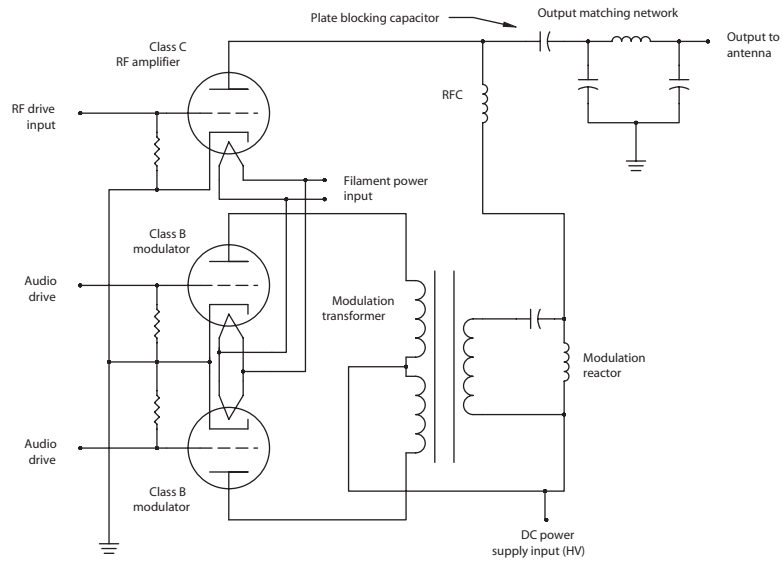 Plate blocking capacitor
Output matching network
Class C
RF amplifier
Output to
antenna
RFC
RF drive
input
Filament power
input
Class B
modulator
Audio
drive
Modulation
transformer
Modulation
reactor
Audio
drive
Class B
modulator
DC power
supply input (HV)